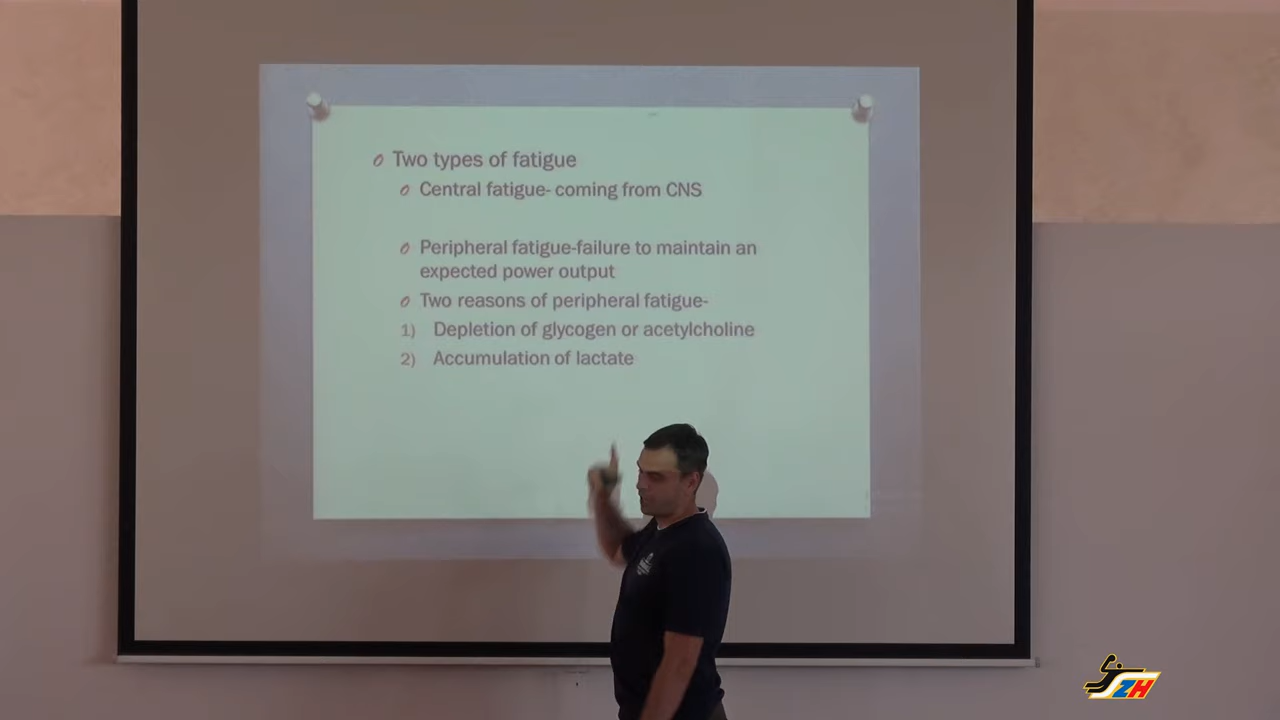 Two types of fatigue
Central fatigue- coming from CNS
Peripheral fatigue-failure to maintain an
expected power output
Two reasons of peripheral fatigue-
1) Depletion of glycogen or acetylcholine
2) Accumulation of lactate
SZH